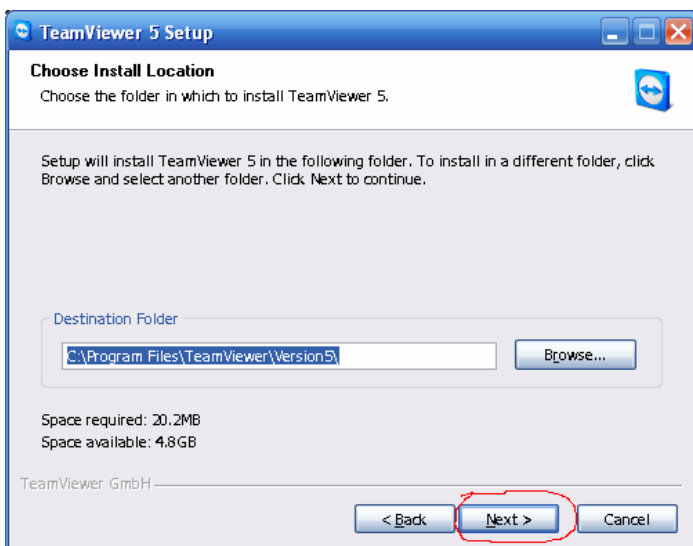 TeamViewer 5 Setup
Choose Install Location
Choose the folder in which to install TeamViewer 5.
Setup will install TeamViewer 5 in the following folder. To install in a different folder, click
Browse and select another folder. Click Next to continue.
Destination Folder
C:\Program Files\TeamViewer\Version5\
Browse...
Space required: 20.2MB
Space available: 4.8GB
TeamViewer GmbH
< Back
Next >
Cancel